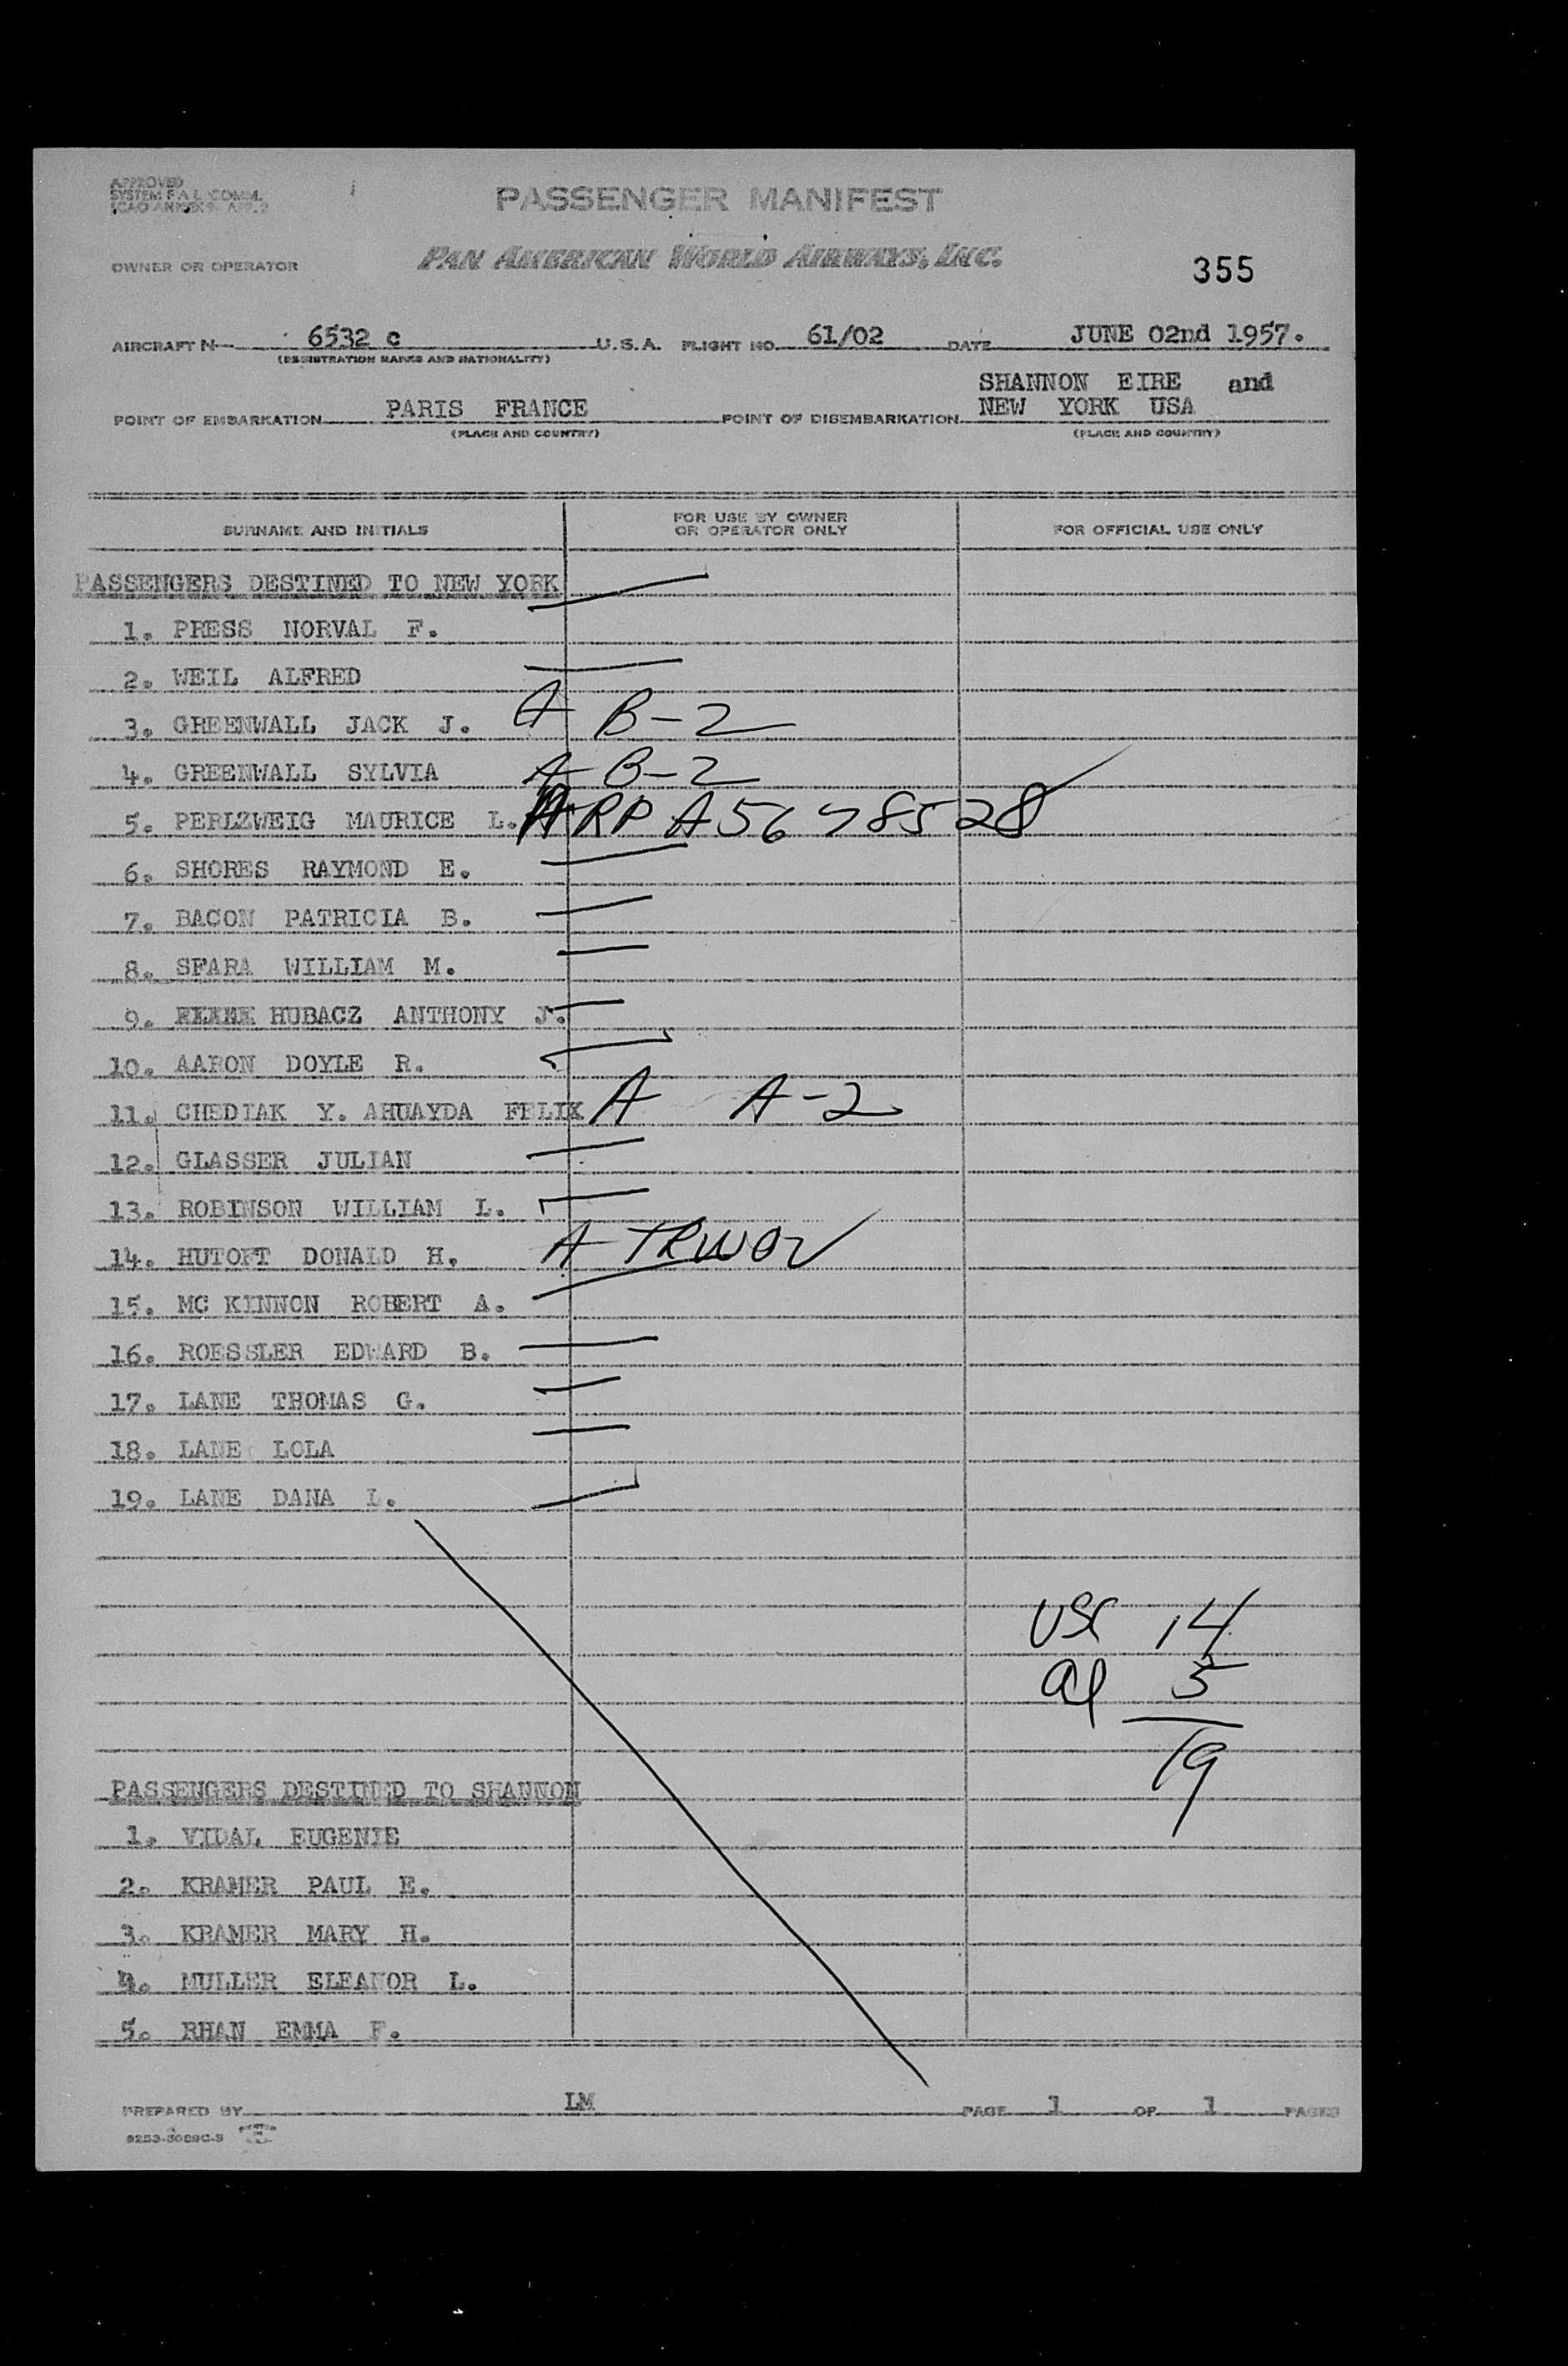 APPROVED
SYSTEM F.A.L. COMM.
PASSENGER MANIFEST
OWNER OR OPERATOR
PAN AMERICAN WORLD AIRWAYS, INC.
355
AIRCRAFT N 6532 c U.S.A. FLIGHT NO. 61/02 DATE JUNE 02nd 1957.
(REGISTRATION MARKS AND NATIONALITY)
SHANNON EIRE and
POINT OF EMBARKATION PARIS FRANCE POINT OF DISEMBARKATION NEW YORK USA
(PLACE AND COUNTRY) (PLACE AND COUNTRY)
SURNAME AND INITIALS FOR USE BY OWNER OR OPERATOR ONLY FOR OFFICIAL USE ONLY
PASSENGERS DESTINED TO NEW YORK
1. PRESS NORVAL F.
2. WEIL ALFRED
3. GREENWALL JACK J. A B-2
4. GREENWALL SYLVIA A B-2
5. PERLZWEIG MAURICE L. A RP A5678528
6. SHORES RAYMOND E.
7. BACON PATRICIA B.
8. SFARA WILLIAM M.
9. HUBACZ ANTHONY J.
10. AARON DOYLE R.
11. CHEDIAK Y. AHUAYDA FELIX A A-2
12. GLASSER JULIAN
13. ROBINSON WILLIAM L.
14. HUTOFT DONALD H. A TRWOV
15. MC KINNON ROBERT A.
16. ROESSLER EDWARD B.
17. LANE THOMAS G.
18. LANE LOLA
19. LANE DANA L.
USC 14
al 5
19
PASSENGERS DESTINED TO SHANNON
1. VIDAL EUGENIE
2. KRAMER PAUL E.
3. KRAMER MARY H.
4. MULLER ELEANOR L.
5. RHAN EMMA F.
PREPARED BY LM PAGE 1 OF 1 PAGES